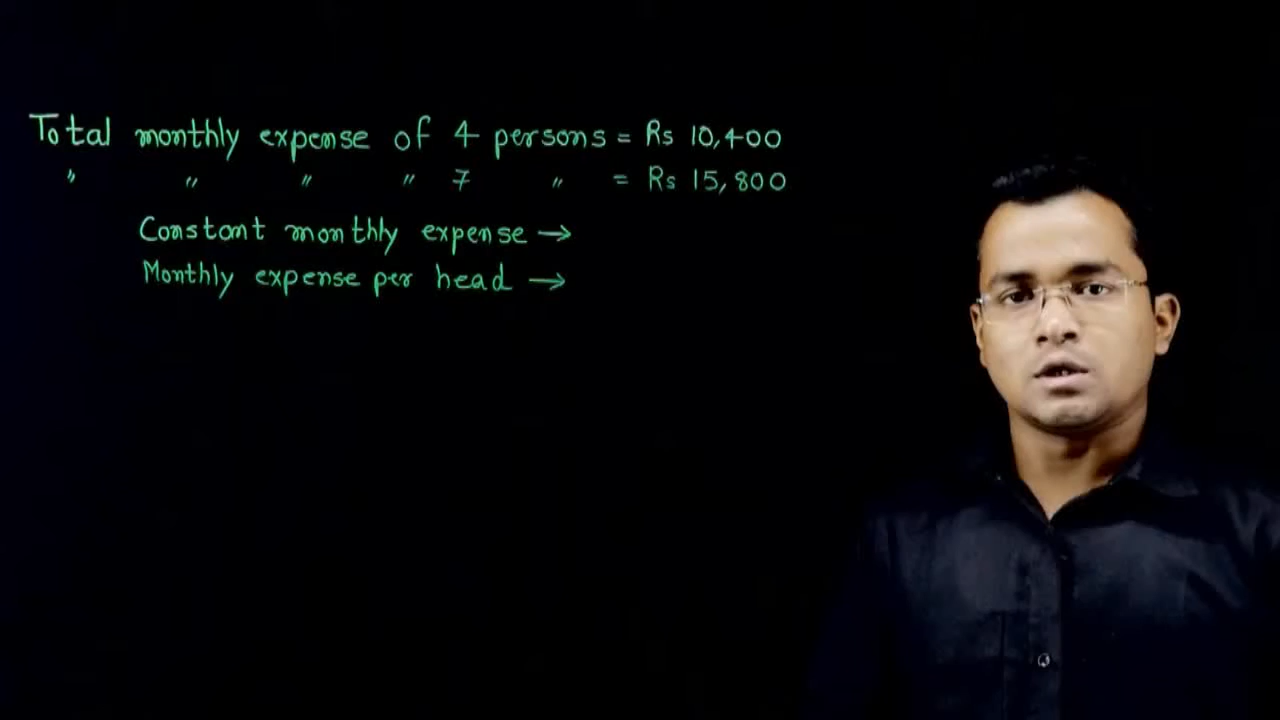 Total monthly expense of 4 persons = Rs 10,400
" " " " 7 " = Rs 15,800
Constant monthly expense →
Monthly expense per head →